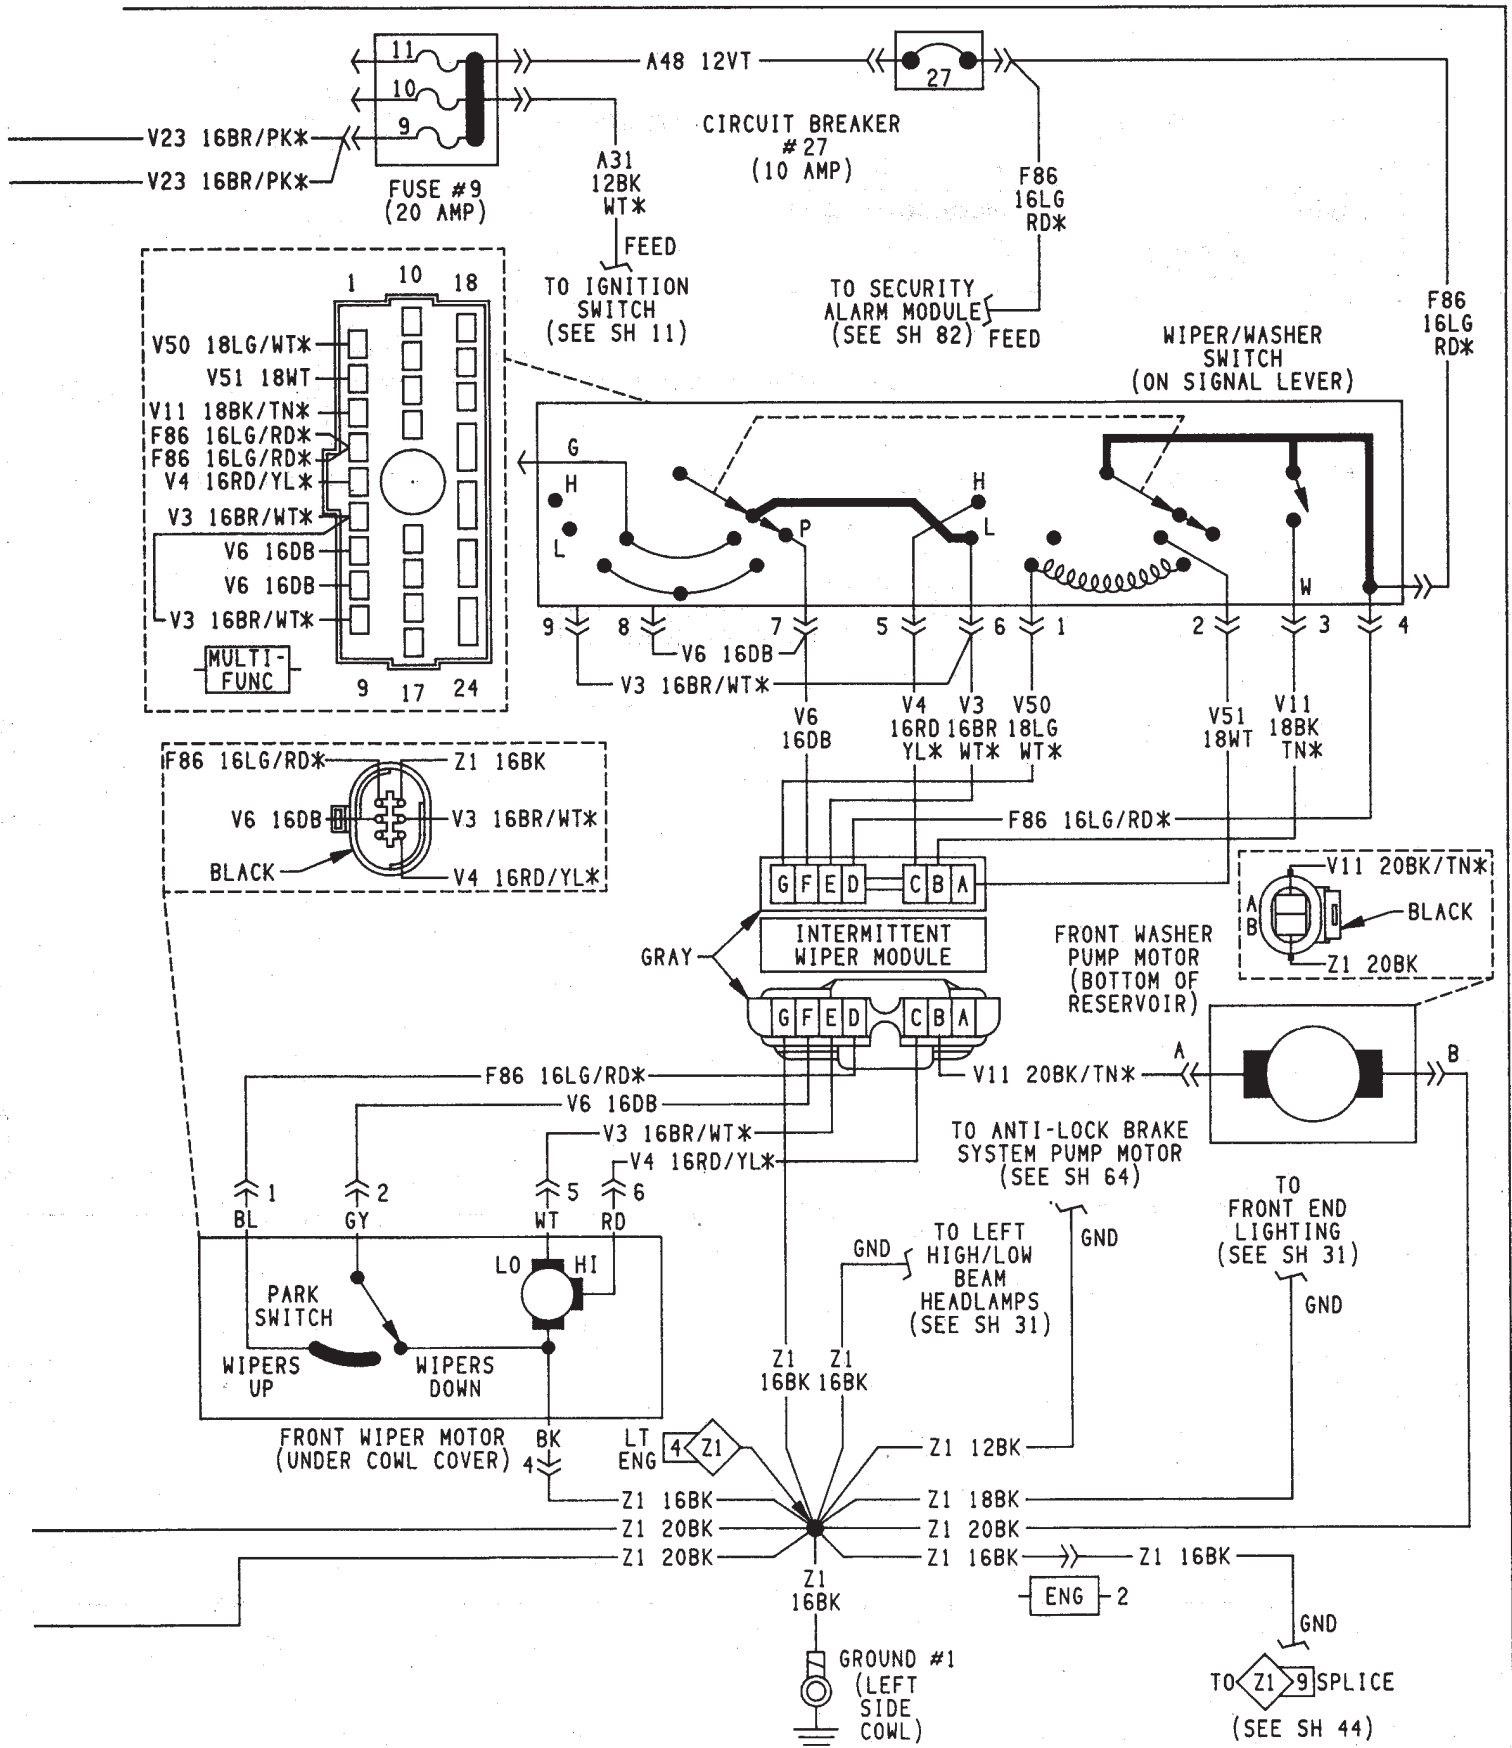 11
A48 12VT
27
10
9
V23 16BR/PK*
V23 16BR/PK*
FUSE #9
(20 AMP)
A31
12BK
WT*
FEED
TO IGNITION
SWITCH
(SEE SH 11)
CIRCUIT BREAKER
#27
(10 AMP)
F86
16LG
RD*
TO SECURITY
ALARM MODULE
(SEE SH 82)
FEED
F86
16LG
RD*
WIPER/WASHER
SWITCH
(ON SIGNAL LEVER)
1
10
18
V50 18LG/WT*
V51 18WT
V11 18BK/TN*
F86 16LG/RD*
F86 16LG/RD*
V4 16RD/YL*
V3 16BR/WT*
V6 16DB
V6 16DB
V3 16BR/WT*
MULTI-
FUNC
9
17
24
G
H
L
P
H
L
W
9
8
7
5
6
1
2
3
4
V6 16DB
V3 16BR/WT*
V6
16DB
V4
16RD
YL*
V3
16BR
WT*
V50
18LG
WT*
V51
18WT
V11
18BK
TN*
F86 16LG/RD*
F86 16LG/RD*
Z1 16BK
V6 16DB
V3 16BR/WT*
BLACK
V4 16RD/YL*
G F E D C B A
INTERMITTENT
WIPER MODULE
GRAY
G F E D C B A
FRONT WASHER
PUMP MOTOR
(BOTTOM OF
RESERVOIR)
V11 20BK/TN*
A
B
BLACK
Z1 20BK
A
B
F86 16LG/RD*
V11 20BK/TN*
V6 16DB
V3 16BR/WT*
V4 16RD/YL*
1
2
5
6
BL
GY
WT
RD
LO
HI
PARK
SWITCH
WIPERS
UP
WIPERS
DOWN
FRONT WIPER MOTOR
(UNDER COWL COVER)
BK
4
TO ANTI-LOCK BRAKE
SYSTEM PUMP MOTOR
(SEE SH 64)
GND
GND
TO LEFT
HIGH/LOW
BEAM
HEADLAMPS
(SEE SH 31)
TO
FRONT END
LIGHTING
(SEE SH 31)
GND
Z1
16BK
Z1
16BK
LT
ENG
4
Z1
Z1 12BK
Z1 16BK
Z1 18BK
Z1 20BK
Z1 20BK
Z1 20BK
Z1 16BK
Z1 16BK
Z1
16BK
ENG
2
GND
GROUND #1
(LEFT
SIDE
COWL)
TO Z1 9 SPLICE
(SEE SH 44)